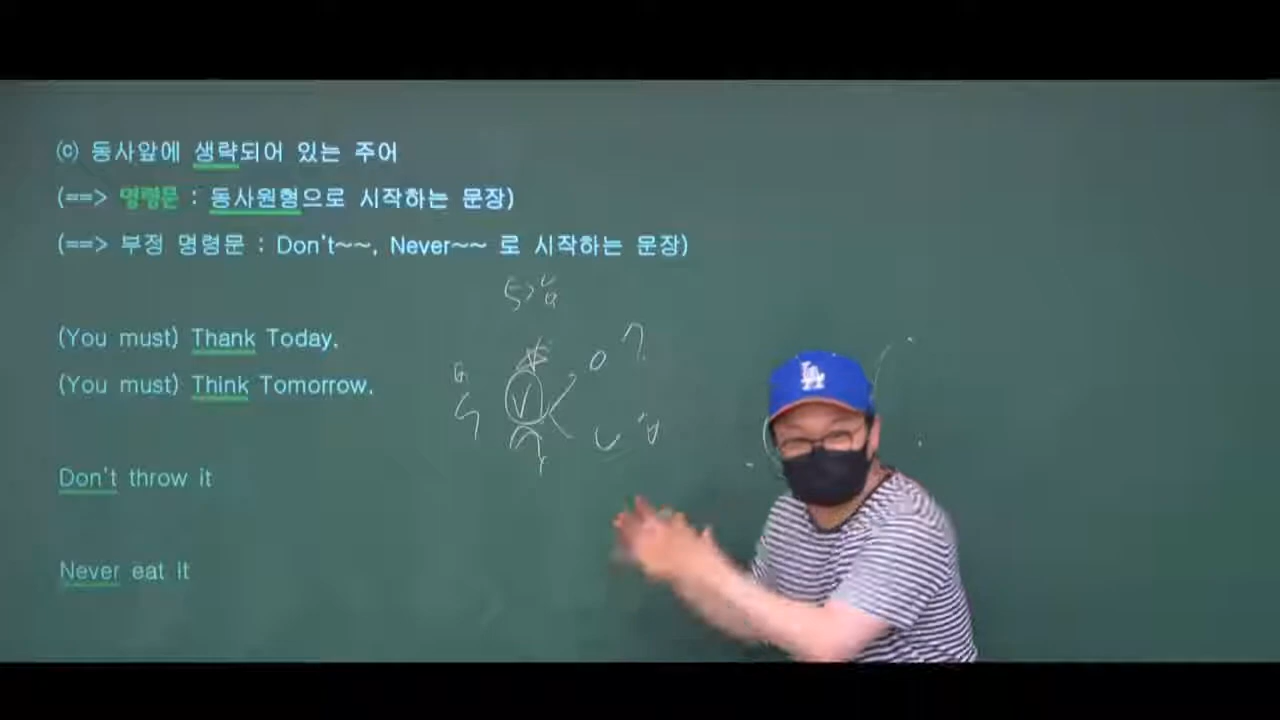 (c) 동사앞에 생략되어 있는 주어
(==> 명령문 : 동사원형으로 시작하는 문장)
(==> 부정 명령문 : Don't~~, Never~~ 로 시작하는 문장)
(You must) Thank Today.
(You must) Think Tomorrow.
Don't throw it
Never eat it
V
LA